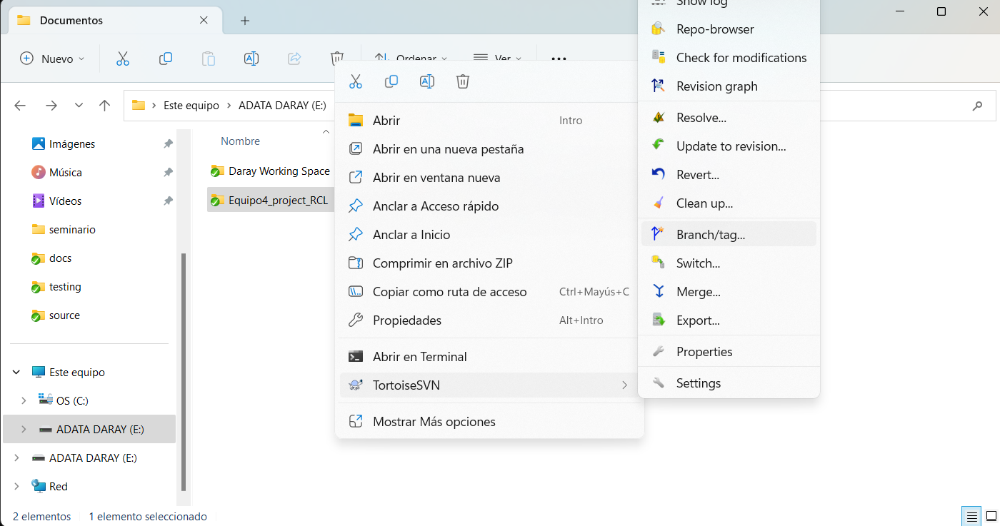 Documentos
Show log
Repo-browser
Check for modifications
Revision graph
Resolve...
Update to revision...
Revert...
Clean up...
Branch/tag...
Switch...
Merge...
Export...
Properties
Settings
Nuevo
Ordenar
Ver
Este equipo
ADATA DARAY (E:)
Abrir Intro
Abrir en una nueva pestaña
Abrir en ventana nueva
Anclar a Acceso rápido
Anclar a Inicio
Comprimir en archivo ZIP
Copiar como ruta de acceso Ctrl+Mayús+C
Propiedades Alt+Intro
Abrir en Terminal
TortoiseSVN
Mostrar Más opciones
Imágenes
Música
Vídeos
seminario
docs
testing
source
Este equipo
OS (C:)
ADATA DARAY (E:)
ADATA DARAY (E:)
Red
Nombre
Daray Working Space
Equipo4_project_RCL
2 elementos
1 elemento seleccionado